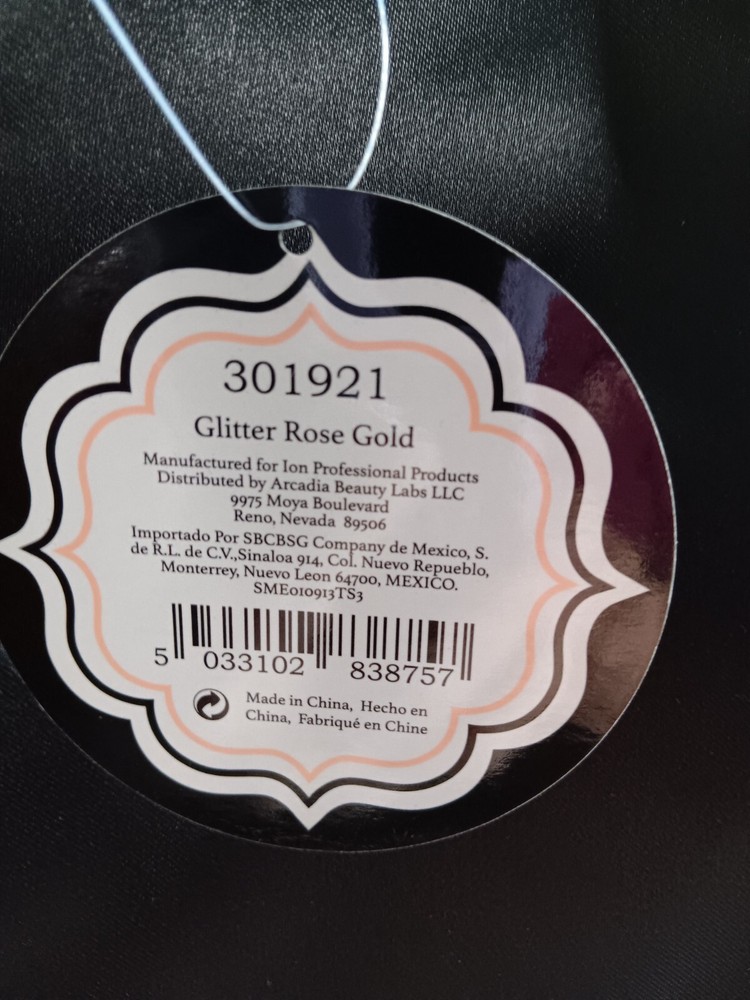 301921
Glitter Rose Gold
Manufactured for Ion Professional Products
Distributed by Arcadia Beauty Labs LLC
9975 Moya Boulevard
Reno, Nevada 89506
Importado Por SBCBSG Company de Mexico, S.
de R.L. de C.V.,Sinaloa 914, Col. Nuevo Repueblo,
Monterrey, Nuevo Leon 64700, MEXICO.
SME010913TS3
5 033102 838757
Made in China, Hecho en
China, Fabriqué en Chine